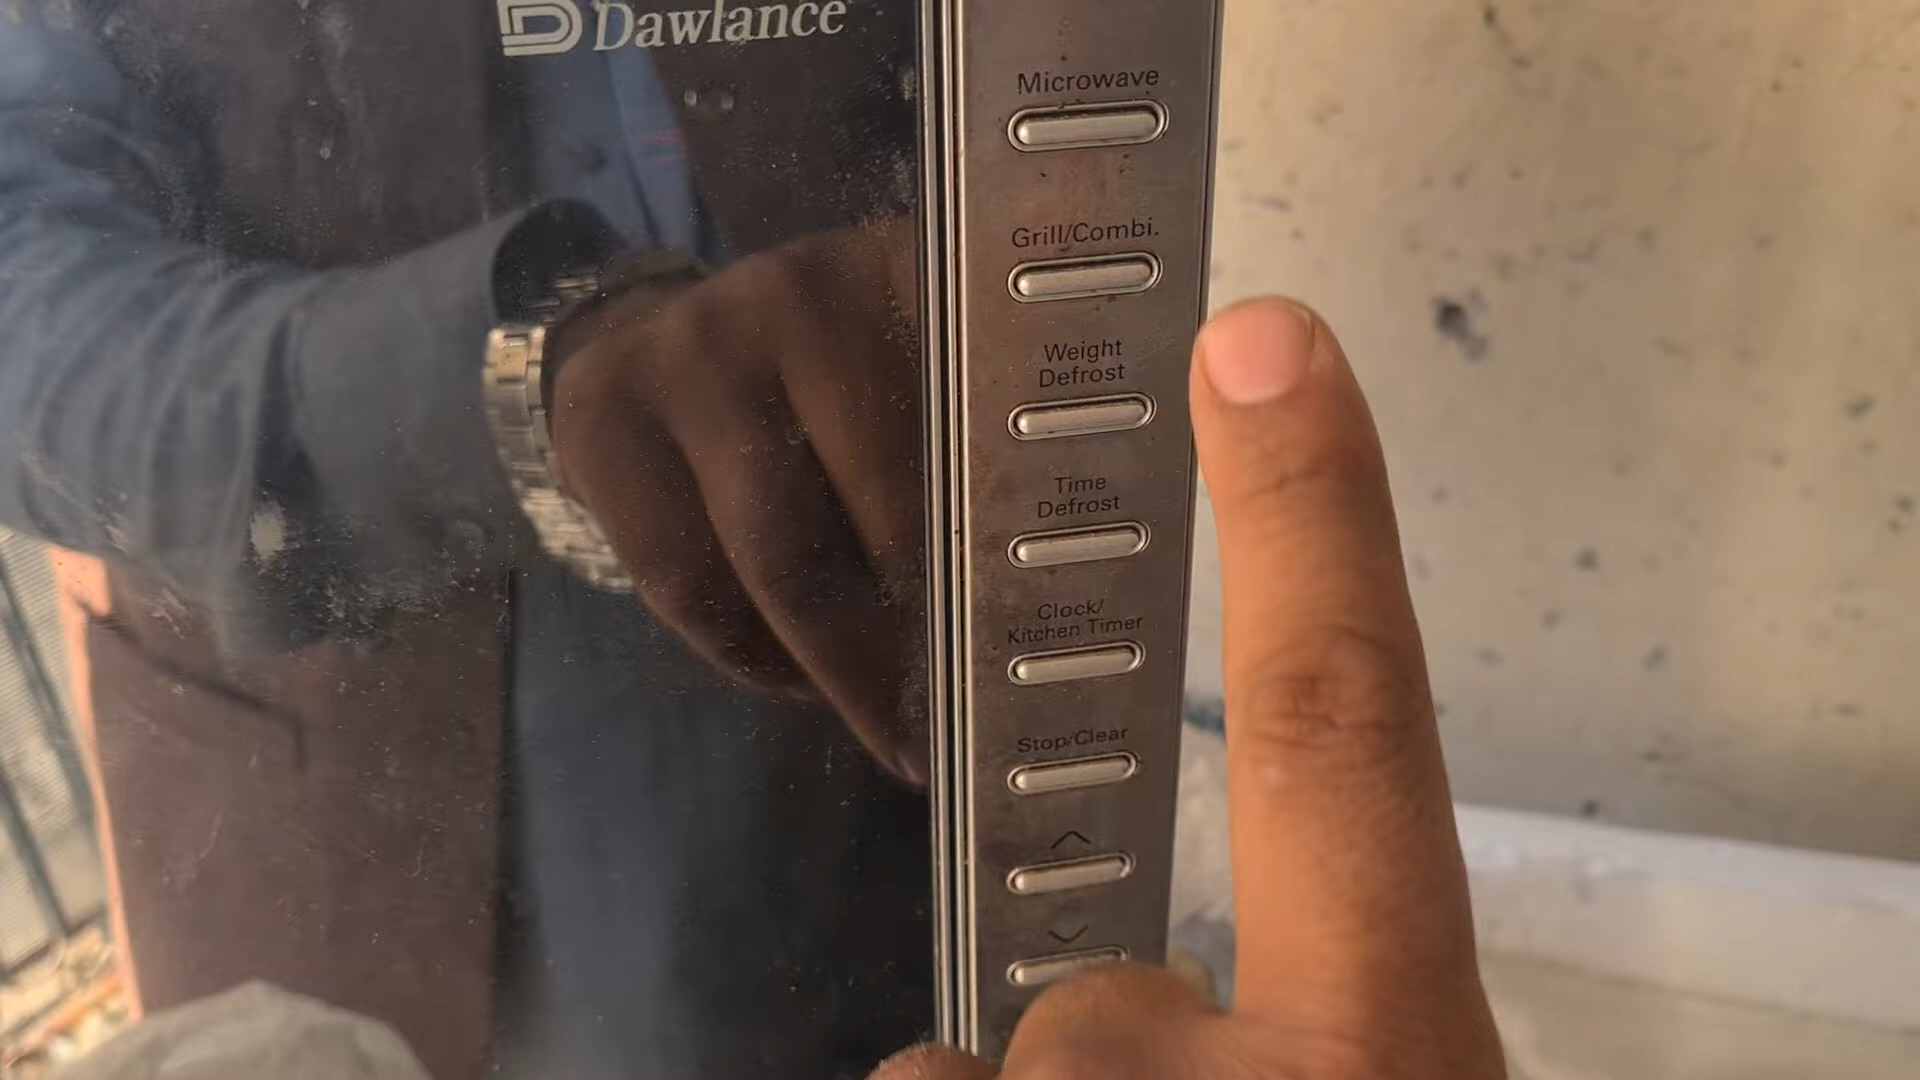 Dawlance
Microwave
Grill/Combi.
Weight
Defrost
Time
Defrost
Clock/
Kitchen Timer
Stop/Clear